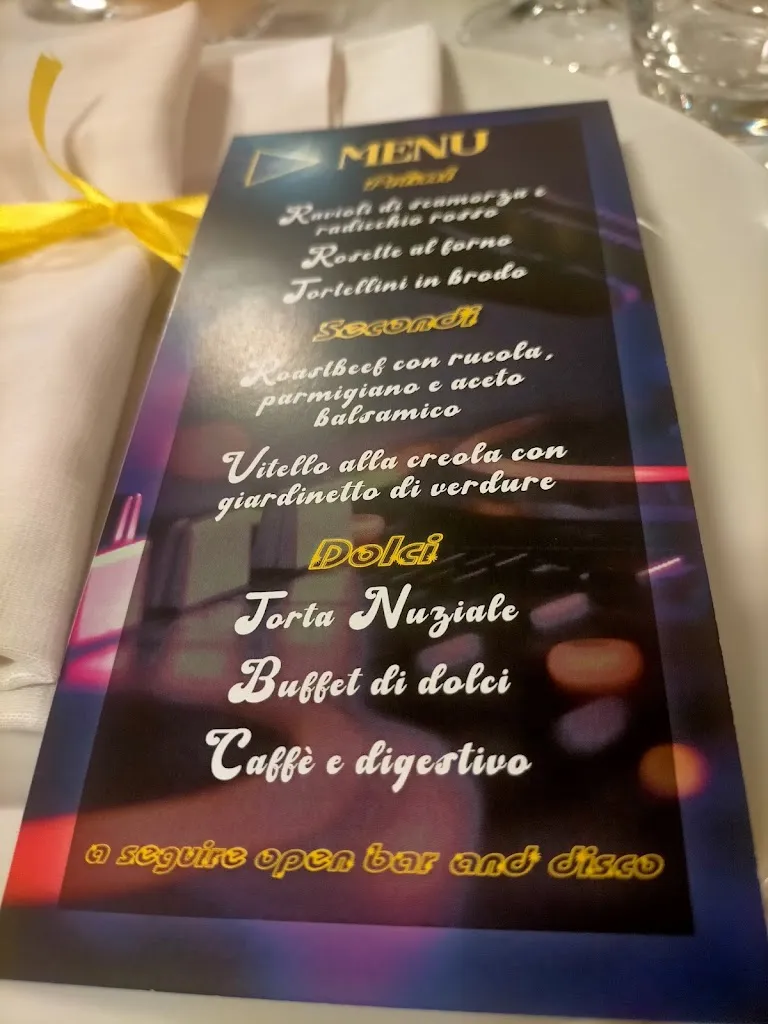 MENU
Primi
Ravioli di scamorza e
radicchio rosso
Rosette al forno
Tortellini in brodo
Secondi
Roastbeef con rucola,
parmigiano e aceto
balsamico
Vitello alla creola con
giardinetto di verdure
Dolci
Torta Nuziale
Buffet di dolci
Caffè e digestivo
a seguire open bar and disco